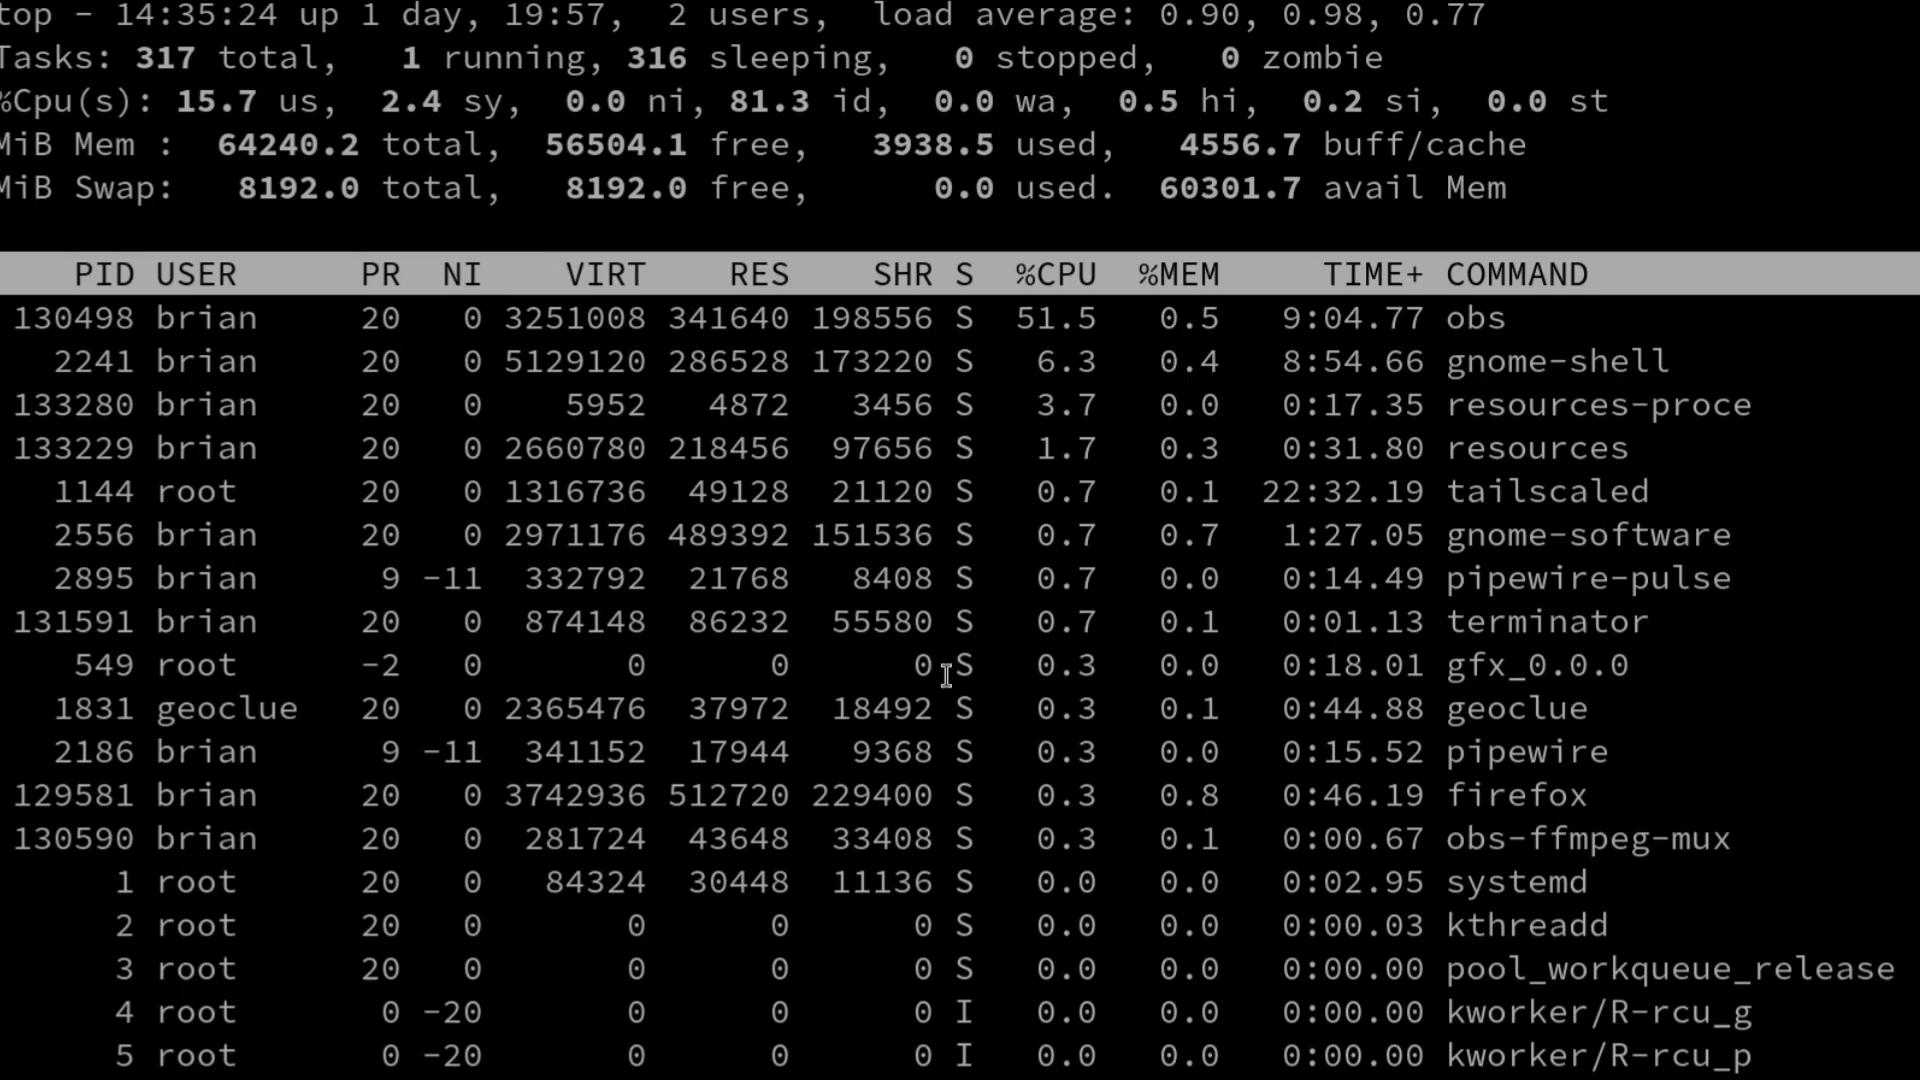 top - 14:35:24 up 1 day, 19:57,  2 users,  load average: 0.90, 0.98, 0.77
Tasks: 317 total,   1 running, 316 sleeping,   0 stopped,   0 zombie
%Cpu(s): 15.7 us,  2.4 sy,  0.0 ni, 81.3 id,  0.0 wa,  0.5 hi,  0.2 si,  0.0 st
MiB Mem :  64240.2 total,  56504.1 free,   3938.5 used,   4556.7 buff/cache
MiB Swap:   8192.0 total,   8192.0 free,      0.0 used.  60301.7 avail Mem
PID USER      PR  NI    VIRT    RES    SHR S  %CPU  %MEM     TIME+ COMMAND
130498 brian     20   0 3251008 341640 198556 S  51.5   0.5   9:04.77 obs
2241 brian     20   0 5129120 286528 173220 S   6.3   0.4   8:54.66 gnome-shell
133280 brian     20   0    5952   4872   3456 S   3.7   0.0   0:17.35 resources-proce
133229 brian     20   0 2660780 218456  97656 S   1.7   0.3   0:31.80 resources
1144 root      20   0 1316736  49128  21120 S   0.7   0.1  22:32.19 tailscaled
2556 brian     20   0 2971176 489392 151536 S   0.7   0.7   1:27.05 gnome-software
2895 brian      9 -11  332792  21768   8408 S   0.7   0.0   0:14.49 pipewire-pulse
131591 brian     20   0  874148  86232  55580 S   0.7   0.1   0:01.13 terminator
549 root      -2   0       0      0      0 S   0.3   0.0   0:18.01 gfx_0.0.0
1831 geoclue   20   0 2365476  37972  18492 S   0.3   0.1   0:44.88 geoclue
2186 brian      9 -11  341152  17944   9368 S   0.3   0.0   0:15.52 pipewire
129581 brian     20   0 3742936 512720 229400 S   0.3   0.8   0:46.19 firefox
130590 brian     20   0  281724  43648  33408 S   0.3   0.1   0:00.67 obs-ffmpeg-mux
1 root      20   0   84324  30448  11136 S   0.0   0.0   0:02.95 systemd
2 root      20   0       0      0      0 S   0.0   0.0   0:00.03 kthreadd
3 root      20   0       0      0      0 S   0.0   0.0   0:00.00 pool_workqueue_release
4 root       0 -20       0      0      0 I   0.0   0.0   0:00.00 kworker/R-rcu_g
5 root       0 -20       0      0      0 I   0.0   0.0   0:00.00 kworker/R-rcu_p